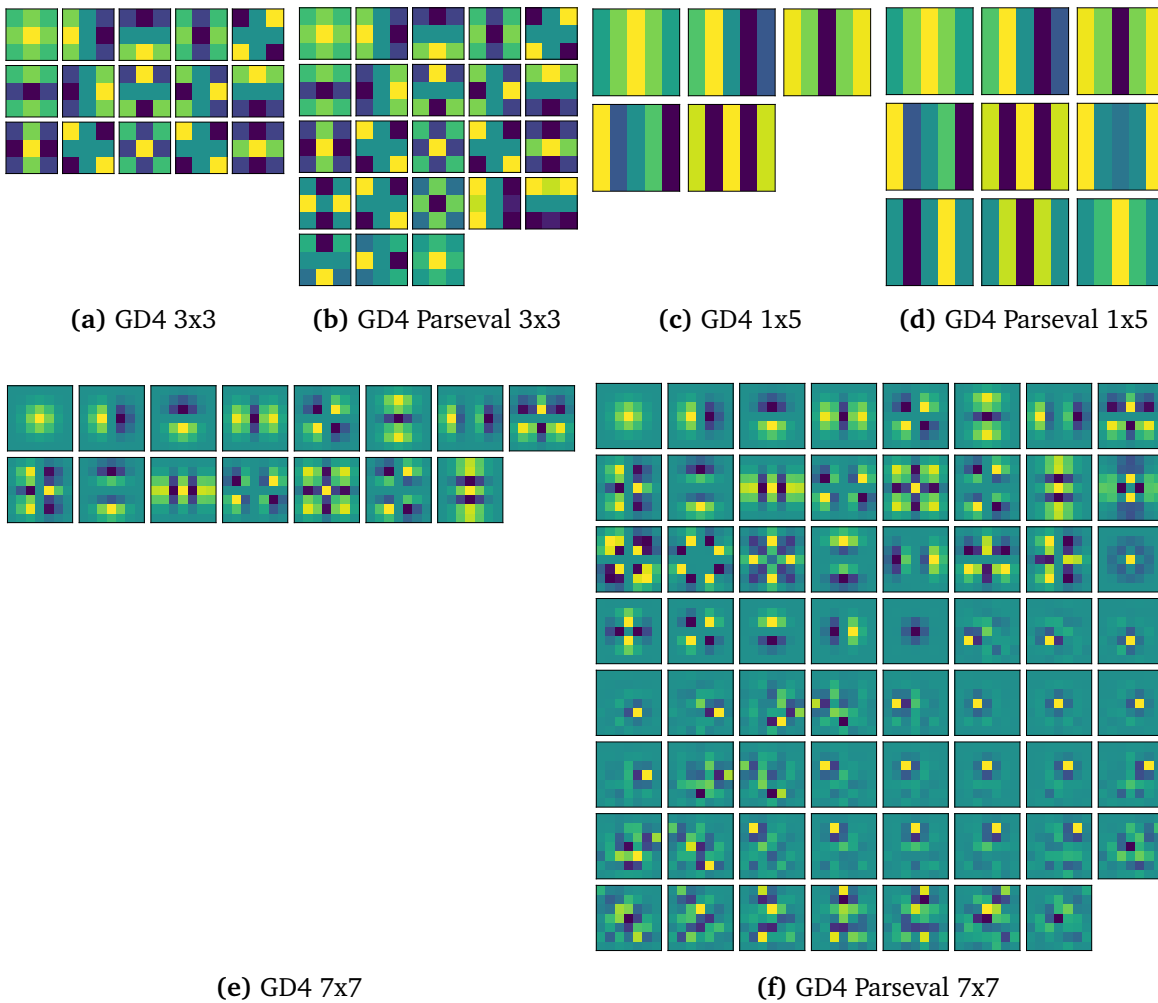 (a) GD4 3x3
(b) GD4 Parseval 3x3
(c) GD4 1x5
(d) GD4 Parseval 1x5
(e) GD4 7x7
(f) GD4 Parseval 7x7